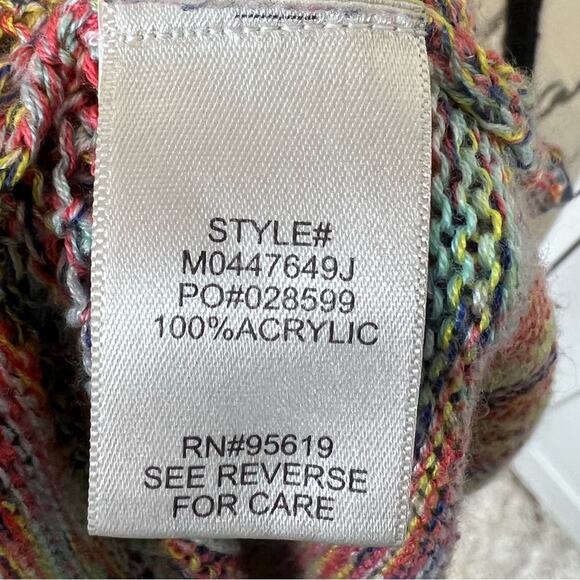 STYLE#
M0447649J
PO#028599
100%ACRYLIC
RN#95619
SEE REVERSE
FOR CARE